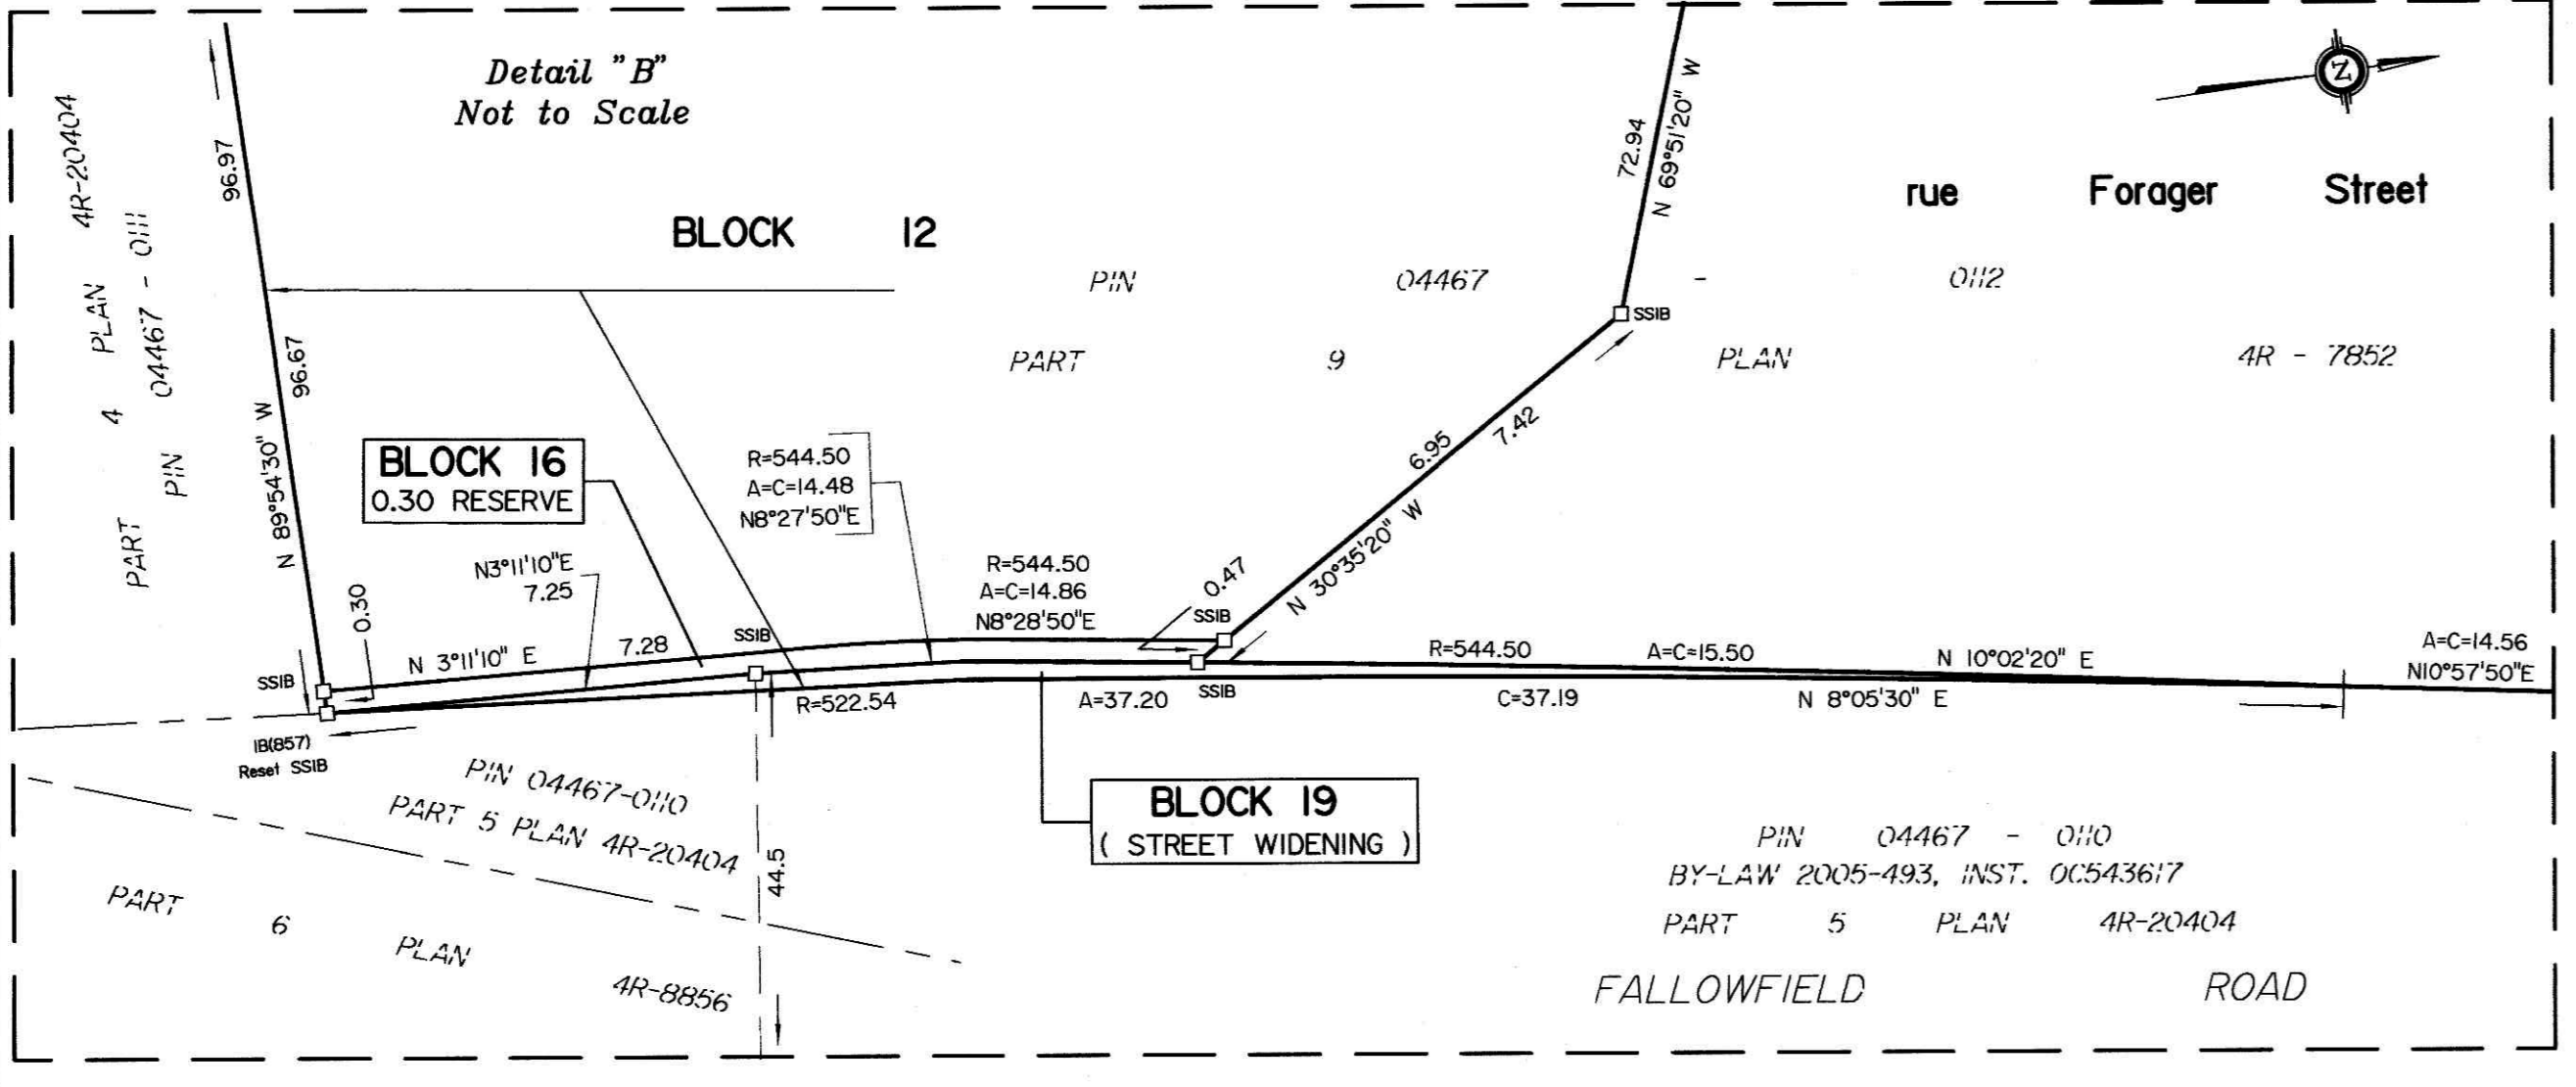 Detail "B"
Not to Scale
Z
96.97
PART 4 PLAN 4R-20404
PIN 04467 - 0111
72.94
N 69°51'20" W
rue Forager Street
BLOCK 12
PIN 04467 - 0112
SSIB
PART 9 PLAN 4R - 7852
96.67
N 89°54'30" W
BLOCK 16
0.30 RESERVE
R=544.50
A=C=14.48
N8°27'50"E
6.95
7.42
N 30°35'20" W
N3°11'10"E
7.25
0.30
R=544.50
A=C=14.86
N8°28'50"E
0.47
SSIB
SSIB
N 3°11'10" E
7.28
SSIB
R=544.50
A=C=15.50
N 10°02'20" E
A=C=14.56
N10°57'50"E
R=522.54
A=37.20
SSIB
C=37.19
N 8°05'30" E
IB(857)
Reset SSIB
PIN 04467-0110
PART 5 PLAN 4R-20404
44.5
BLOCK 19
( STREET WIDENING )
PIN 04467 - 0110
BY-LAW 2005-493, INST. OC543617
PART 5 PLAN 4R-20404
PART 6 PLAN 4R-8856
FALLOWFIELD ROAD